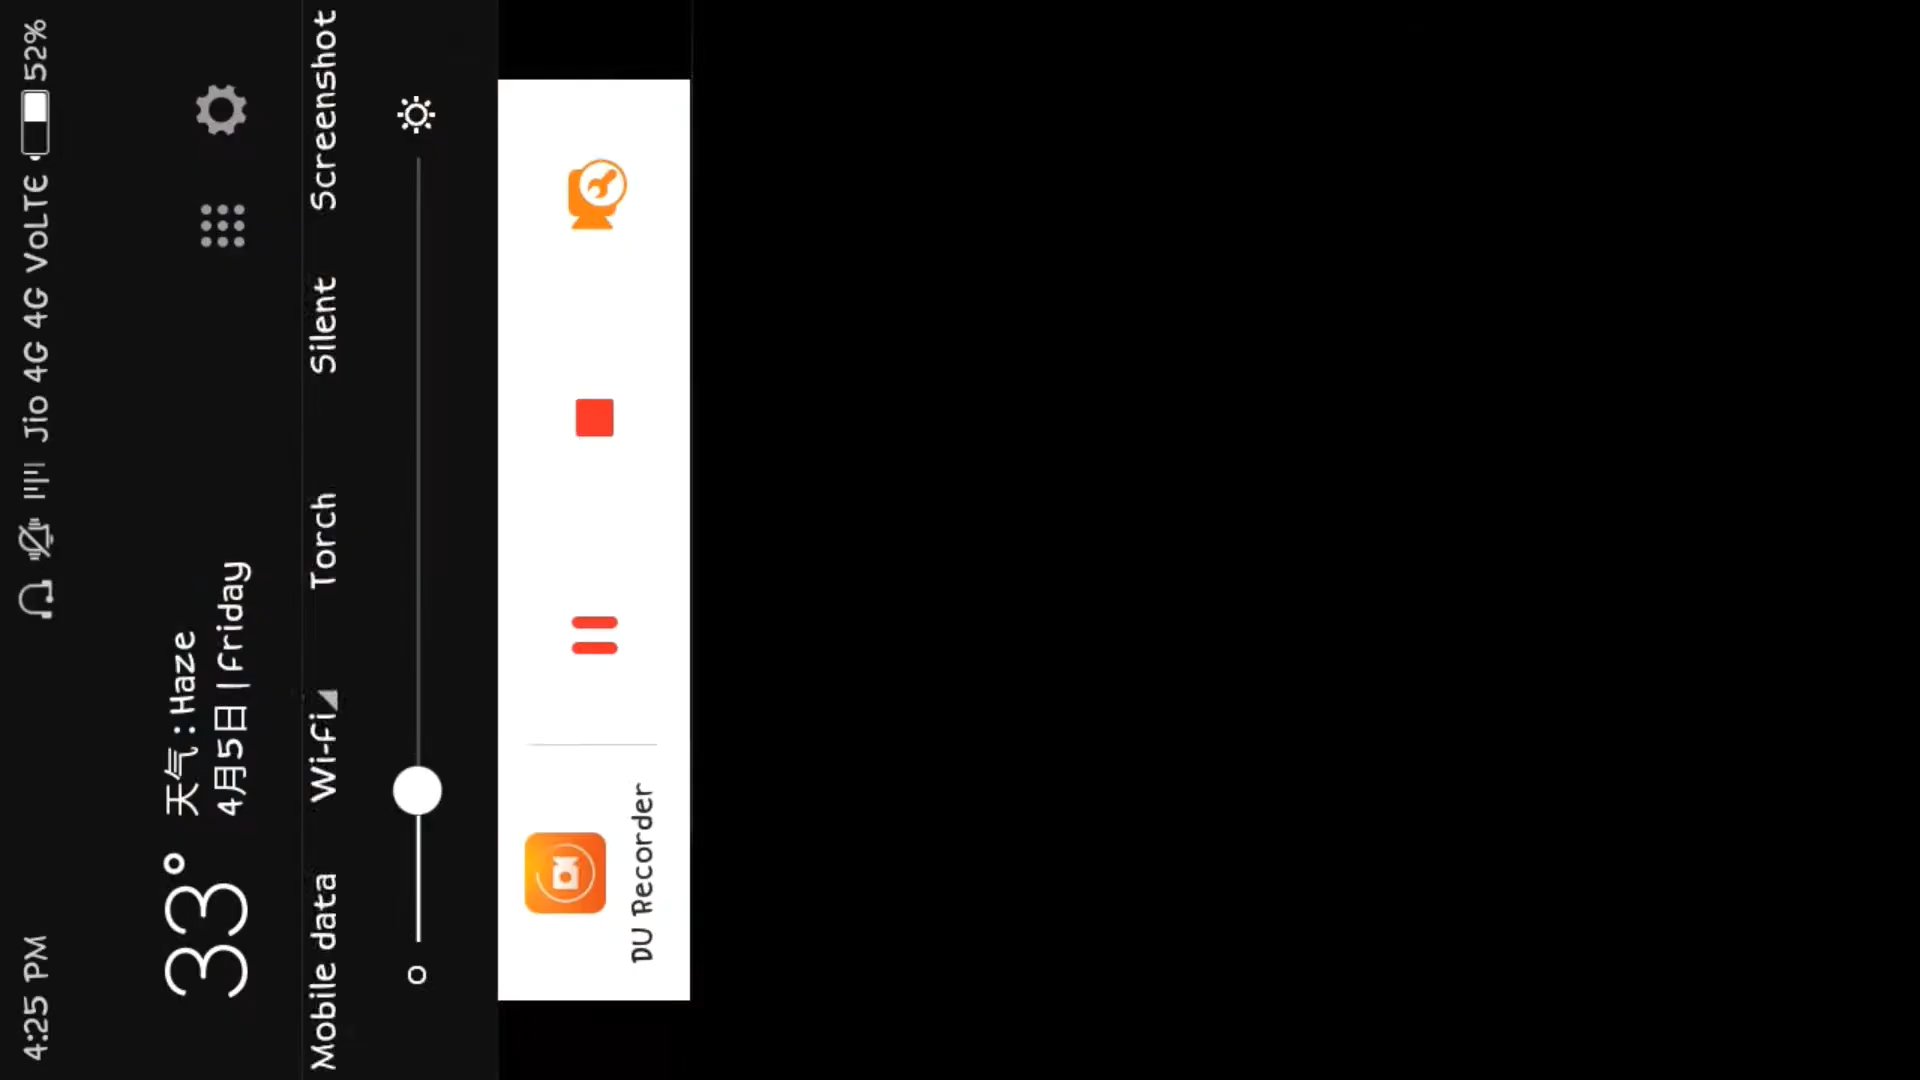 4:25 PM Jio 4G 4G VoLTE 52%
33° 天气 : Haze
4月5日 | Friday
Mobile data Wi-Fi Torch Silent Screenshot
DU Recorder